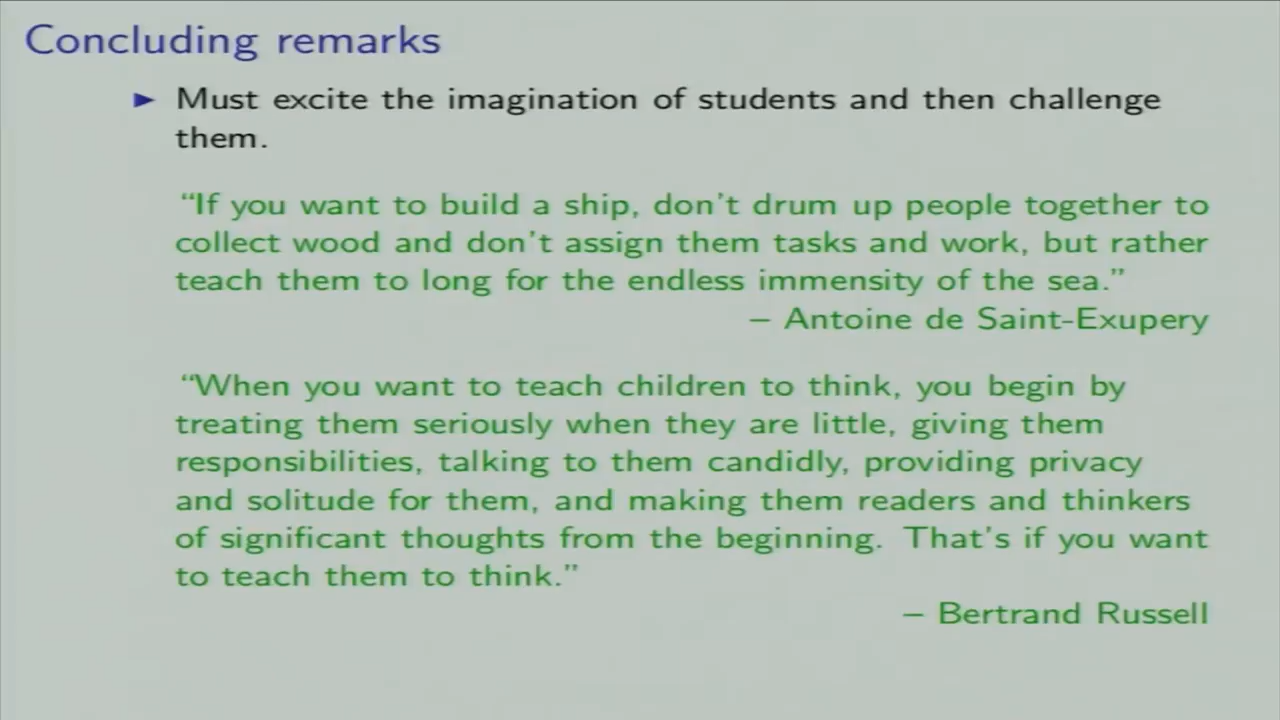 Concluding remarks
▶ Must excite the imagination of students and then challenge
them.
“If you want to build a ship, don’t drum up people together to
collect wood and don’t assign them tasks and work, but rather
teach them to long for the endless immensity of the sea.”
– Antoine de Saint-Exupery
“When you want to teach children to think, you begin by
treating them seriously when they are little, giving them
responsibilities, talking to them candidly, providing privacy
and solitude for them, and making them readers and thinkers
of significant thoughts from the beginning. That’s if you want
to teach them to think.”
– Bertrand Russell